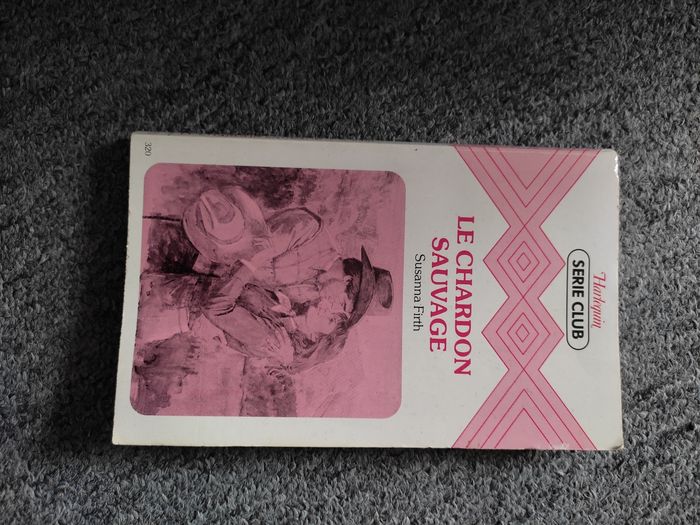 Harlequin
SERIE CLUB
LE CHARDON
SAUVAGE
Susanna Firth
320